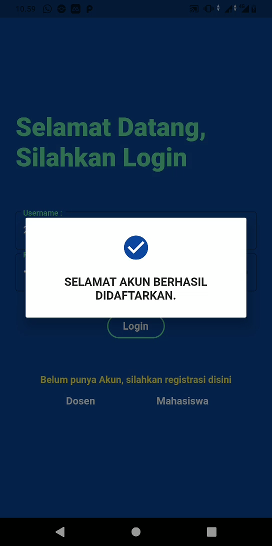 Selamat Datang,
Silahkan Login
Username :
SELAMAT AKUN BERHASIL
DIDAFTARKAN.
Login
Belum punya Akun, silahkan registrasi disini
Dosen Mahasiswa